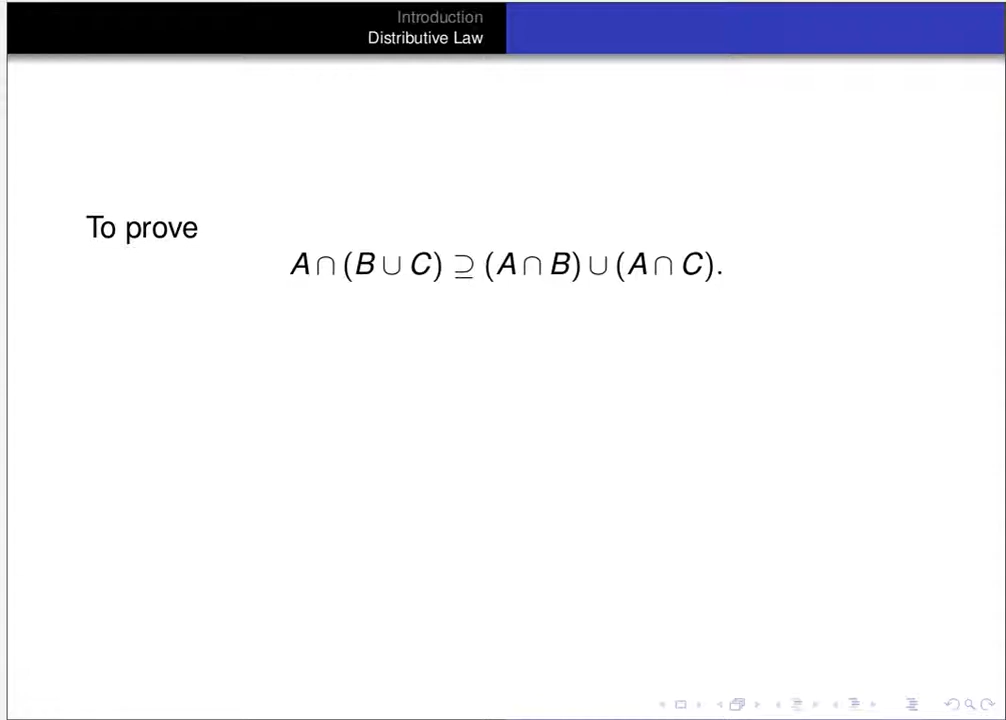 Introduction
Distributive Law
To prove
A ∩ (B ∪ C) ⊇ (A ∩ B) ∪ (A ∩ C).